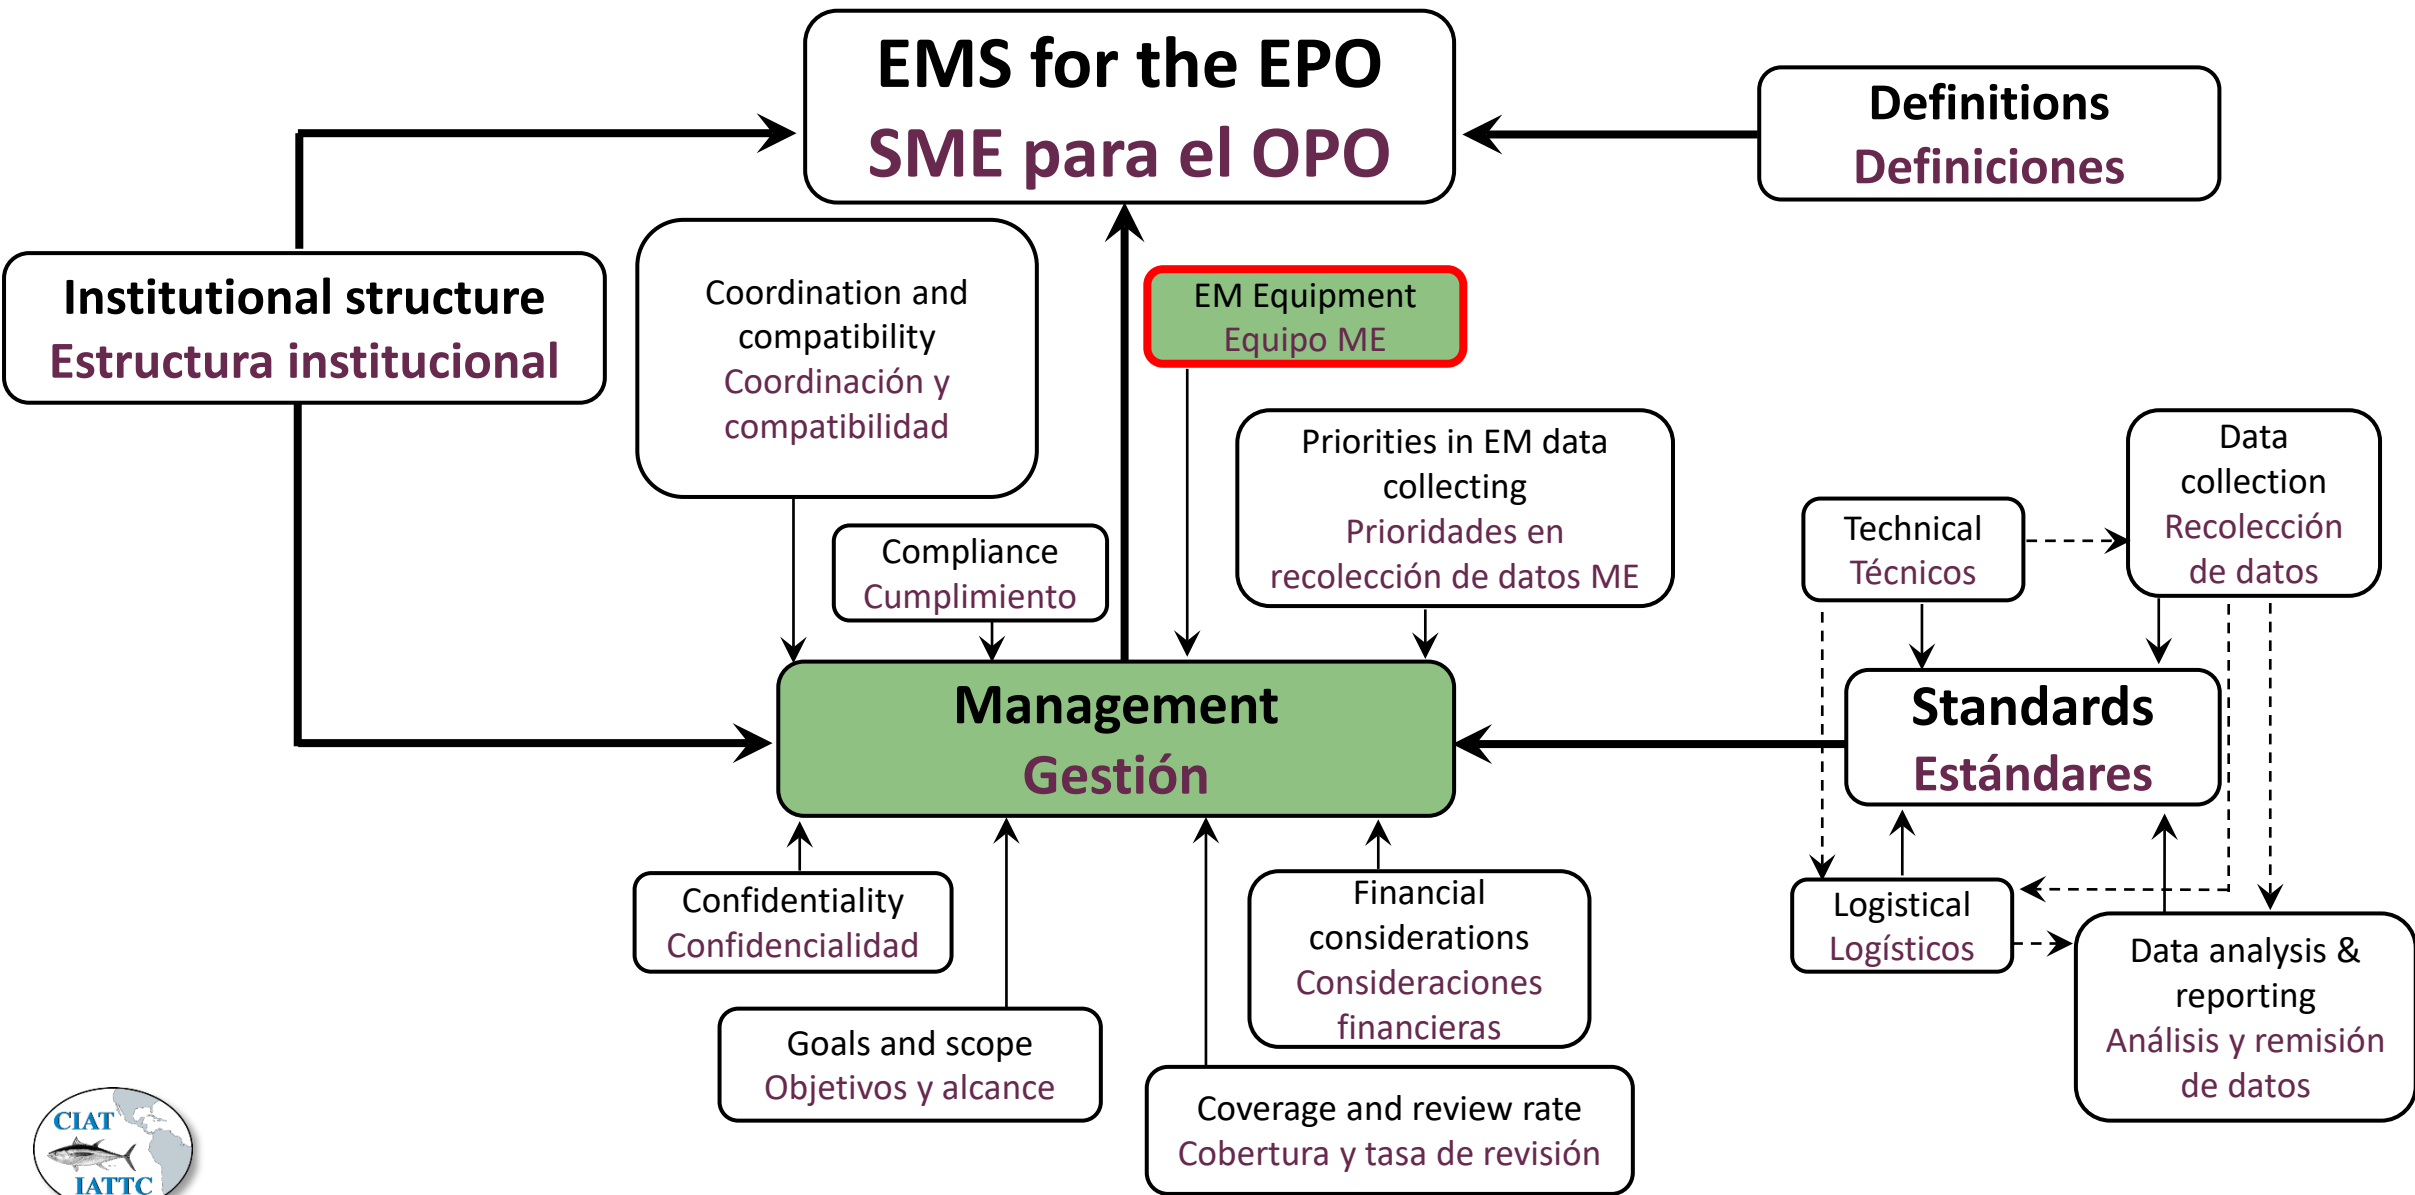 EMS for the EPO
SME para el OPO
Definitions
Definiciones
Institutional structure
Estructura institucional
Coordination and
compatibility
Coordinación y
compatibilidad
EM Equipment
Equipo ME
Compliance
Cumplimiento
Priorities in EM data
collecting
Prioridades en
recolección de datos ME
Technical
Técnicos
Data
collection
Recolección
de datos
Management
Gestión
Standards
Estándares
Confidentiality
Confidencialidad
Goals and scope
Objetivos y alcance
Financial
considerations
Consideraciones
financieras
Coverage and review rate
Cobertura y tasa de revisión
Logistical
Logísticos
Data analysis &
reporting
Análisis y remisión
de datos
CIAT
IATTC